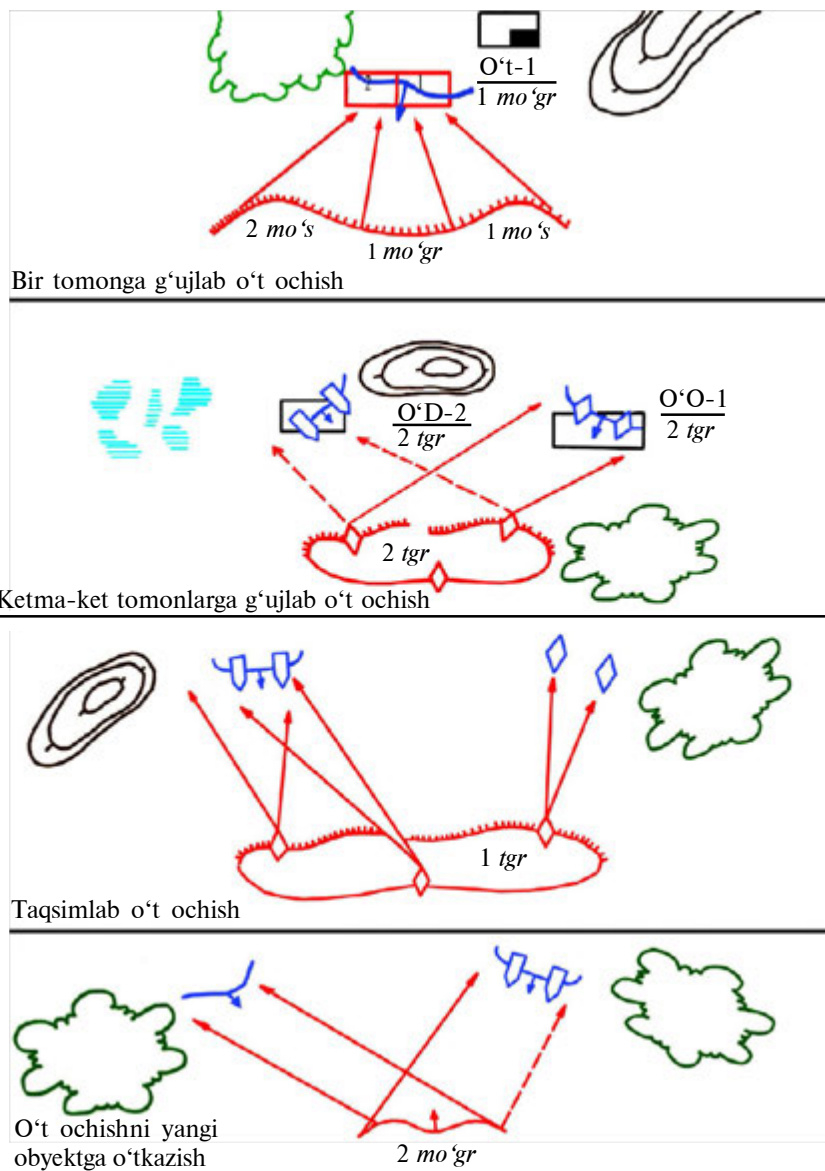 O‘t-1
1 mo‘gr
2 mo‘s
1 mo‘gr
1 mo‘s
Bir tomonga g‘ujlab o‘t ochish
O‘D-2
2 tgr
O‘O-1
2 tgr
2 tgr
Ketma-ket tomonlarga g‘ujlab o‘t ochish
1 tgr
Taqsimlab o‘t ochish
O‘t ochishni yangi
obyektga o‘tkazish
2 mo‘gr